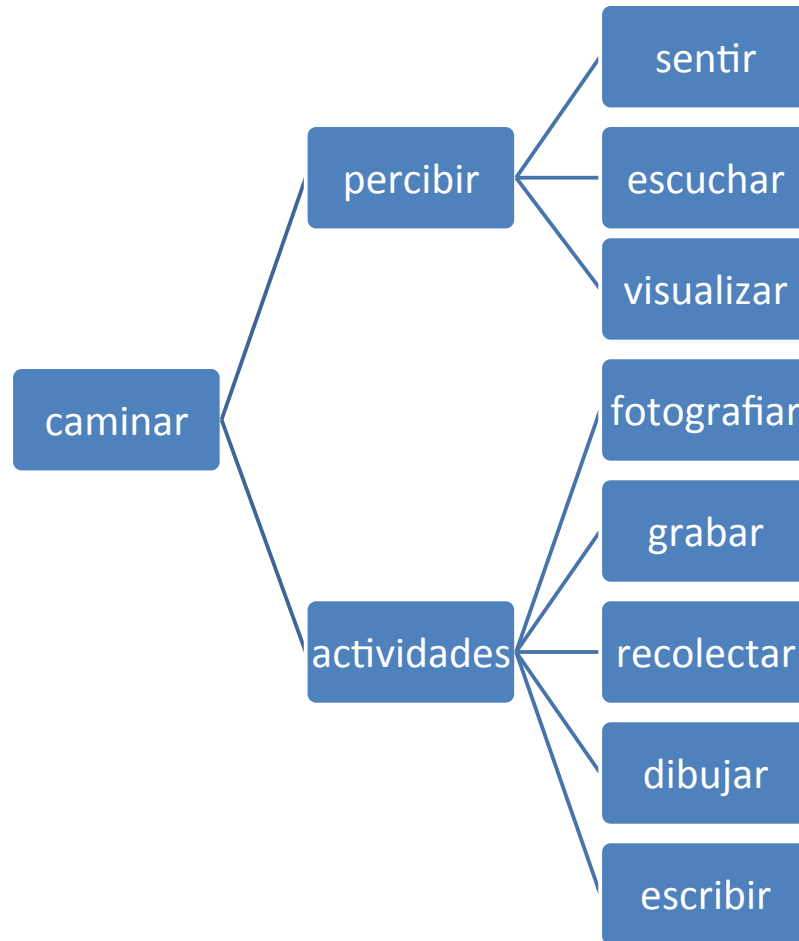 caminar
percibir
sentir
escuchar
visualizar
actividades
fotografiar
grabar
recolectar
dibujar
escribir